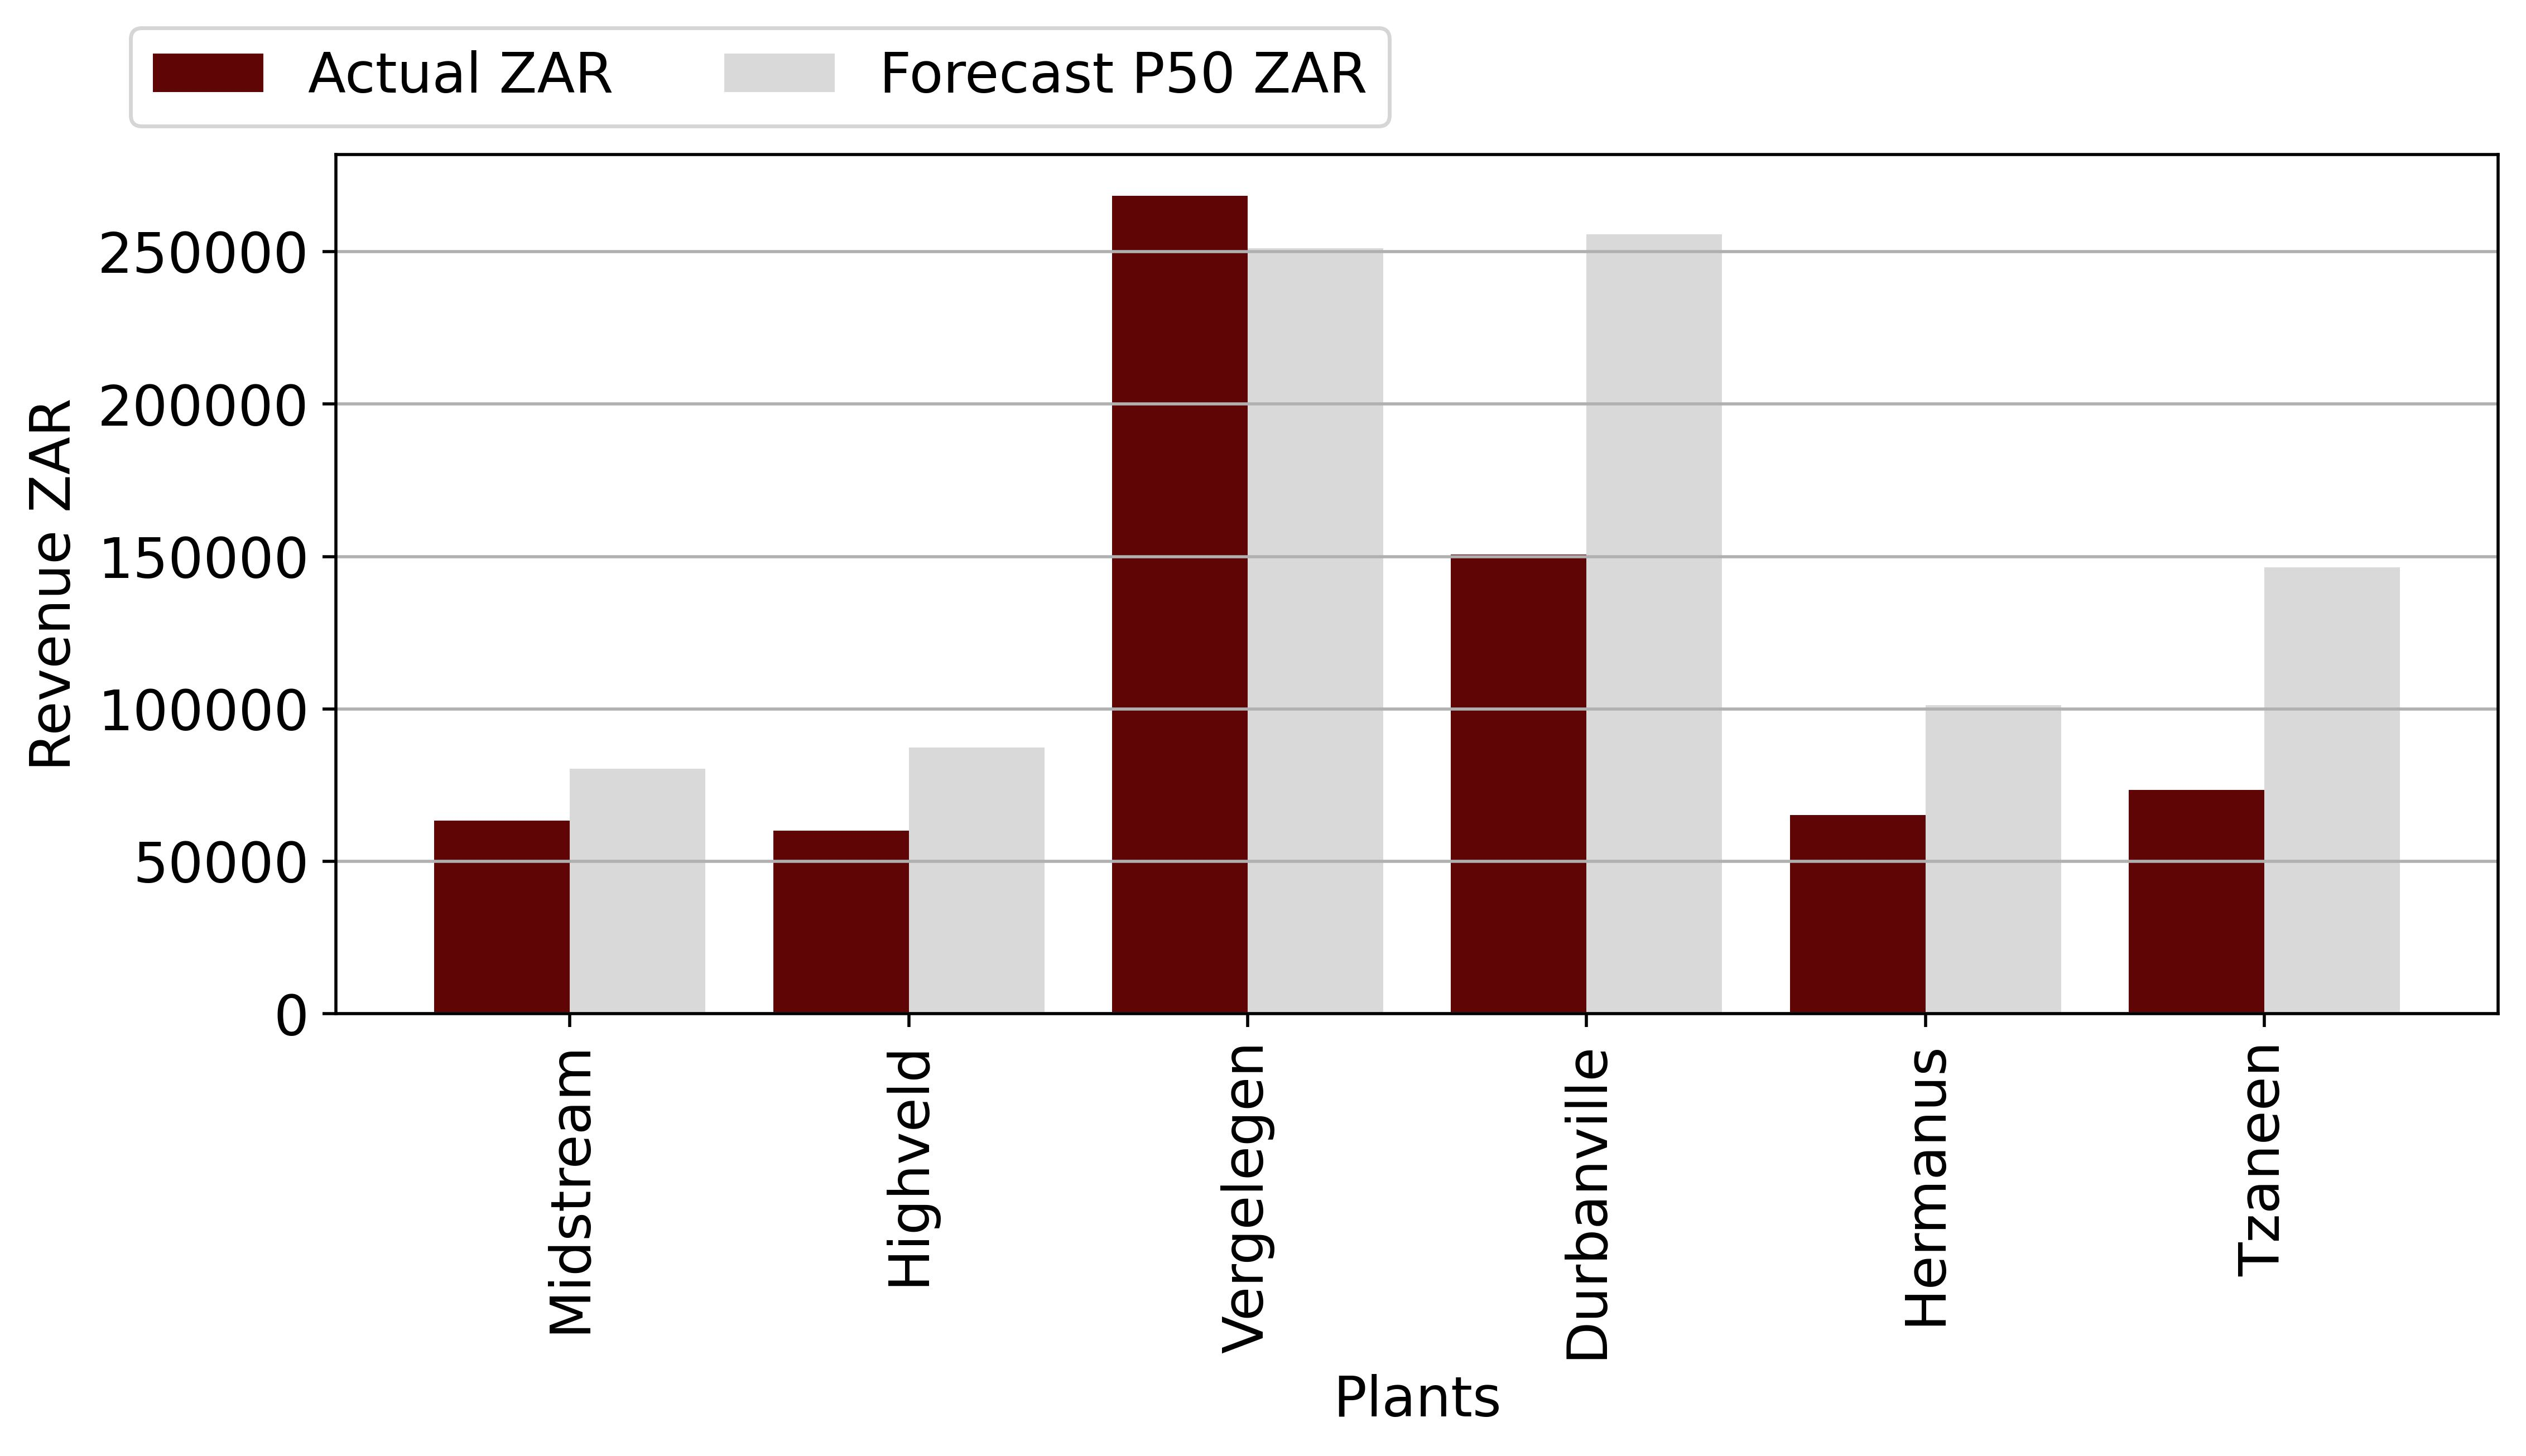 Actual ZAR
Forecast P50 ZAR
Revenue ZAR
250000
200000
150000
100000
50000
0
Midstream
Highveld
Vergelegen
Durbanville
Hermanus
Tzaneen
Plants